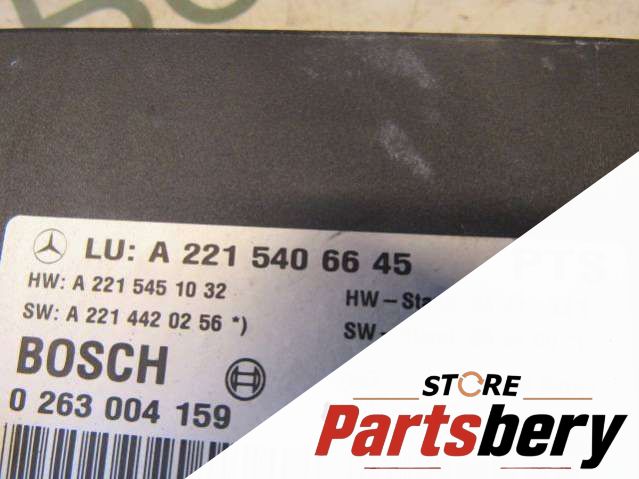 LU: A 221 540 66 45
HW: A 221 545 10 32
HW-Sta
SW: A 221 442 02 56 *)
SW-
BOSCH
0 263 004 159
STORE
Partsbery